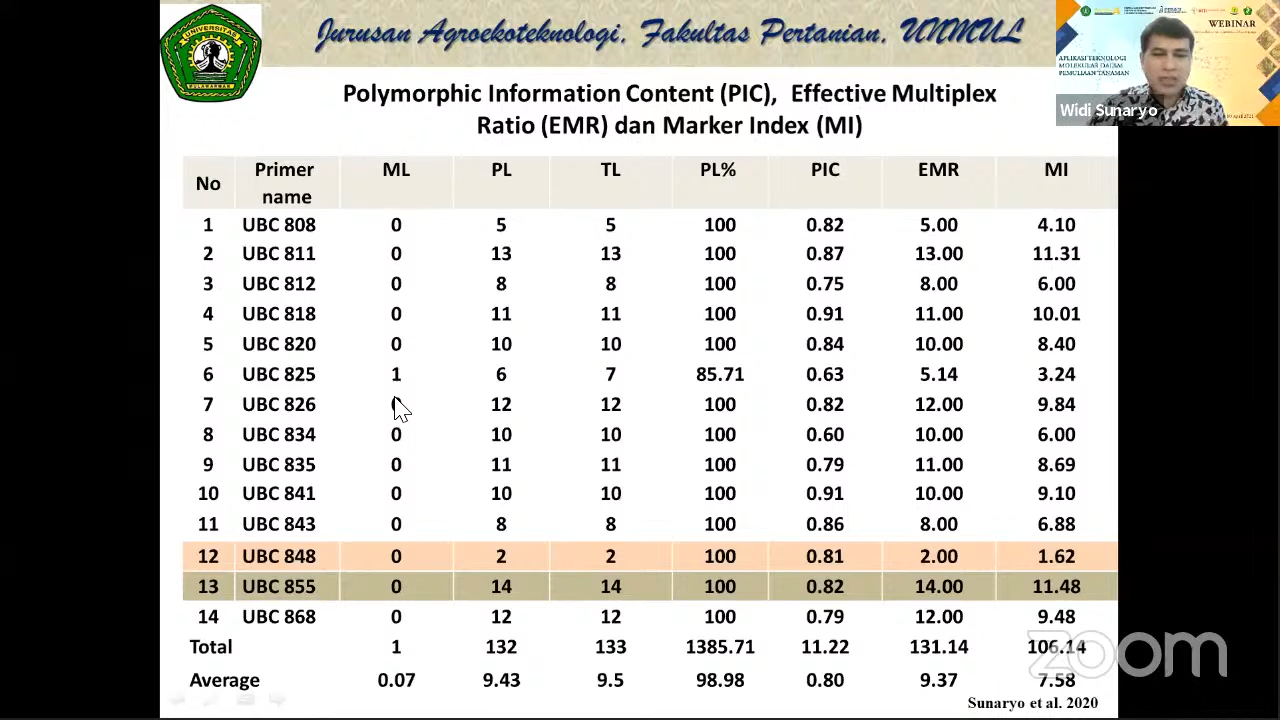 UNIVERSITAS
MULAWARMAN
Jurusan Agroekoteknologi, Fakultas Pertanian, UNMUL
WEBINAR
APLIKASI TEKNOLOGI
MOLEKULAR DALAM
PEMULIAAN TANAMAN
Widi Sunaryo
Polymorphic Information Content (PIC), Effective Multiplex
Ratio (EMR) dan Marker Index (MI)
No Primer name ML PL TL PL% PIC EMR MI
1 UBC 808 0 5 5 100 0.82 5.00 4.10
2 UBC 811 0 13 13 100 0.87 13.00 11.31
3 UBC 812 0 8 8 100 0.75 8.00 6.00
4 UBC 818 0 11 11 100 0.91 11.00 10.01
5 UBC 820 0 10 10 100 0.84 10.00 8.40
6 UBC 825 1 6 7 85.71 0.63 5.14 3.24
7 UBC 826 12 12 100 0.82 12.00 9.84
8 UBC 834 0 10 10 100 0.60 10.00 6.00
9 UBC 835 0 11 11 100 0.79 11.00 8.69
10 UBC 841 0 10 10 100 0.91 10.00 9.10
11 UBC 843 0 8 8 100 0.86 8.00 6.88
12 UBC 848 0 2 2 100 0.81 2.00 1.62
13 UBC 855 0 14 14 100 0.82 14.00 11.48
14 UBC 868 0 12 12 100 0.79 12.00 9.48
Total 1 132 133 1385.71 11.22 131.14 106.14
Average 0.07 9.43 9.5 98.98 0.80 9.37 7.58
zoom
Sunaryo et al. 2020